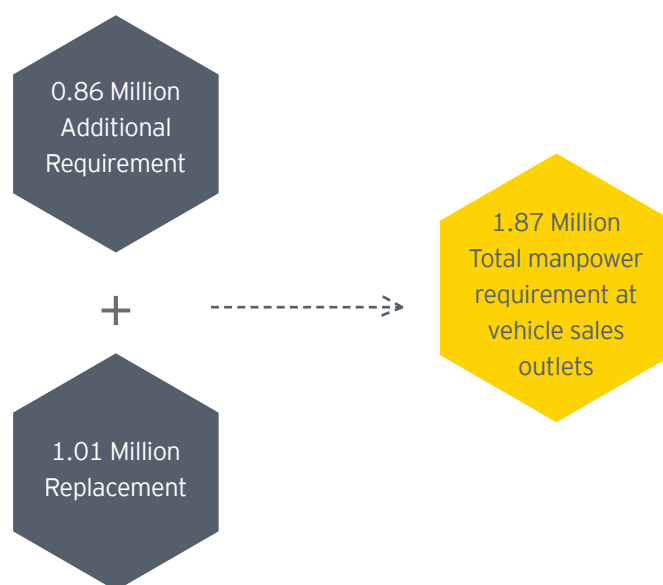 0.86 Million
Additional
Requirement
+
1.01 Million
Replacement
1.87 Million
Total manpower
requirement at
vehicle sales
outlets